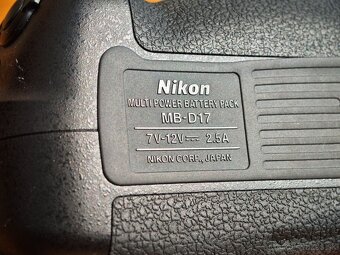 Nikon
MULTI POWER BATTERY PACK
MB-D17
7V-12V⎓ 2.5A
NIKON CORP., JAPAN